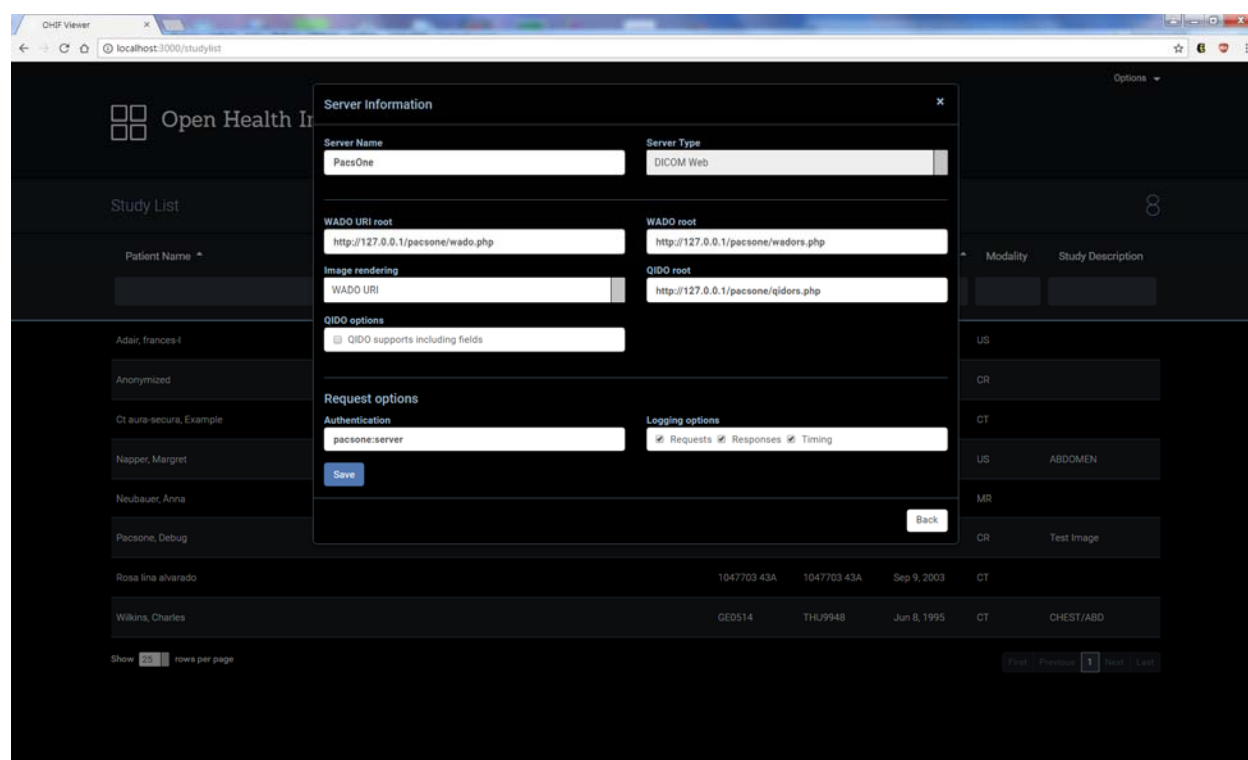 OHIF Viewer
localhost:3000/studylist
Options
Open Health
Server Information
Server Name
Server Type
PacsOne
DICOM Web
Study List
8
WADO URI root
WADO root
http://127.0.0.1/pacsone/wado.php
http://127.0.0.1/pacsone/wadors.php
Patient Name
Modality
Study Description
Image rendering
QIDO root
WADO URI
http://127.0.0.1/pacsone/qidors.php
QIDO options
QIDO supports including fields
Adair, frances-l
US
Anonymized
CR
Request options
Authentication
Logging options
Ct aura-secura, Example
CT
pacsone:server
Requests Responses Timing
Napper, Margret
US ABDOMEN
Save
Neubauer, Anna
MR
Back
Pacsone, Debug
CR Test Image
Rosa lina alvarado 1047703 43A 1047703 43A Sep 9, 2003 CT
Wilkins, Charles GE0514 THU9948 Jun 8, 1995 CT CHEST/ABD
Show 25 rows per page
First Previous 1 Next Last